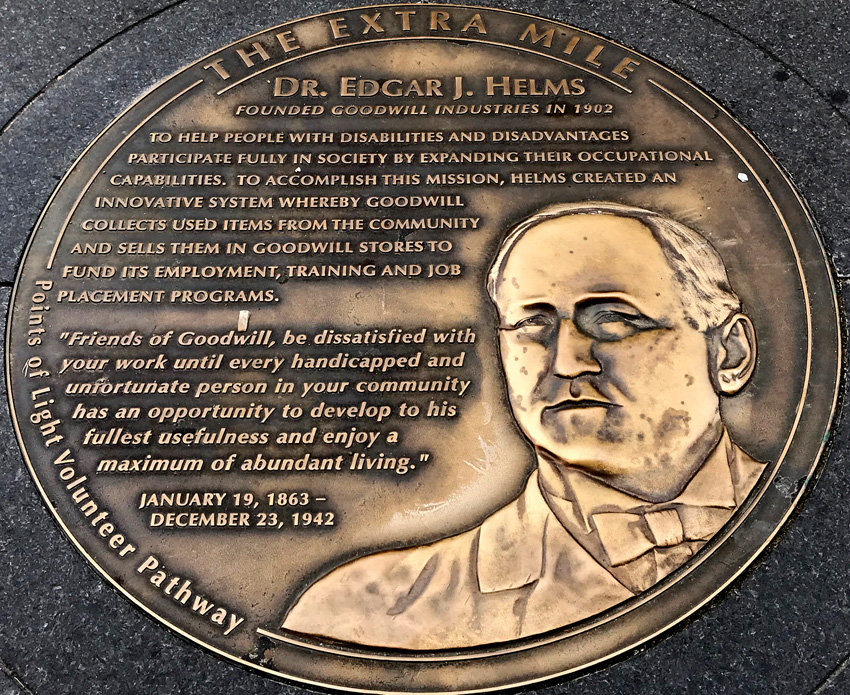 THE EXTRA MILE
DR. EDGAR J. HELMS
FOUNDED GOODWILL INDUSTRIES IN 1902
TO HELP PEOPLE WITH DISABILITIES AND DISADVANTAGES
PARTICIPATE FULLY IN SOCIETY BY EXPANDING THEIR OCCUPATIONAL
CAPABILITIES. TO ACCOMPLISH THIS MISSION, HELMS CREATED AN
INNOVATIVE SYSTEM WHEREBY GOODWILL
COLLECTS USED ITEMS FROM THE COMMUNITY
AND SELLS THEM IN GOODWILL STORES TO
FUND ITS EMPLOYMENT, TRAINING AND JOB
PLACEMENT PROGRAMS.
"Friends of Goodwill, be dissatisfied with
your work until every handicapped and
unfortunate person in your community
has an opportunity to develop to his
fullest usefulness and enjoy a
maximum of abundant living."
JANUARY 19, 1863 –
DECEMBER 23, 1942
Points of Light Volunteer Pathway